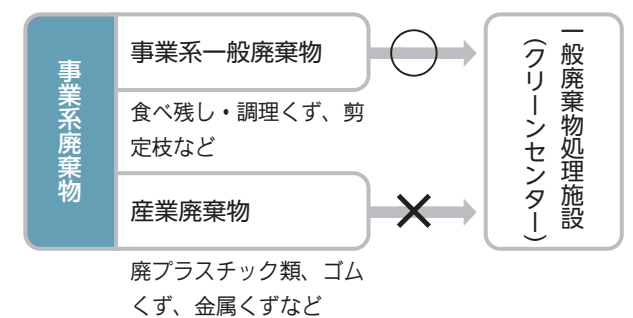 事業系廃棄物
事業系一般廃棄物
食べ残し・調理くず、剪
定枝など
産業廃棄物
廃プラスチック類、ゴム
くず、金属くずなど
一般廃棄物処理施設
（クリーンセンター）